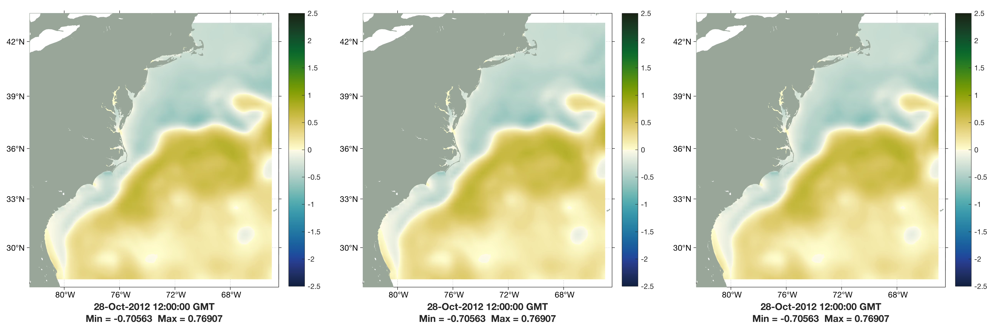 2.5
2
1.5
1
0.5
0
-0.5
-1
-1.5
-2
-2.5
42°N
39°N
36°N
33°N
30°N
80°W 76°W 72°W 68°W
28-Oct-2012 12:00:00 GMT
Min = -0.70563 Max = 0.76907
2.5
2
1.5
1
0.5
0
-0.5
-1
-1.5
-2
-2.5
42°N
39°N
36°N
33°N
30°N
80°W 76°W 72°W 68°W
28-Oct-2012 12:00:00 GMT
Min = -0.70563 Max = 0.76907
2.5
2
1.5
1
0.5
0
-0.5
-1
-1.5
-2
-2.5
42°N
39°N
36°N
33°N
30°N
80°W 76°W 72°W 68°W
28-Oct-2012 12:00:00 GMT
Min = -0.70563 Max = 0.76907